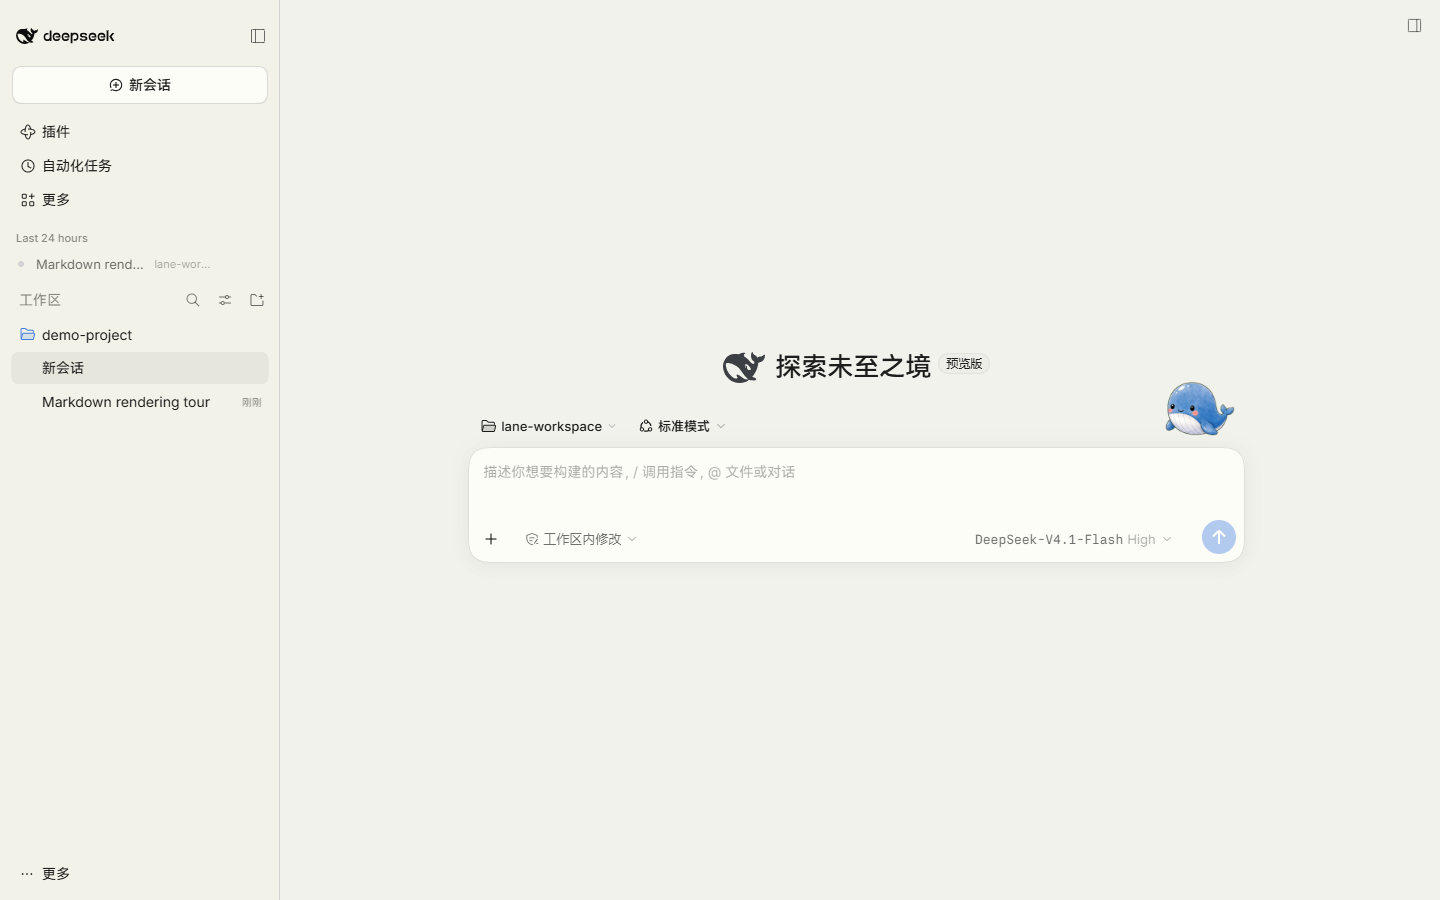 deepseek
新会话
插件
自动化任务
更多
Last 24 hours
Markdown rend... lane-wor...
工作区
demo-project
新会话
Markdown rendering tour 刚刚
更多
探索未至之境 预览版
lane-workspace 标准模式
描述你想要构建的内容, / 调用指令, @ 文件或对话
工作区内修改 DeepSeek-V4.1-Flash High